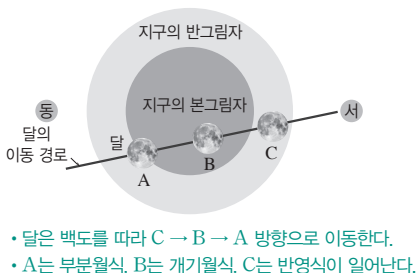 지구의 반그림자
지구의 본그림자
동
서
달의
이동 경로
달
A
B
C
• 달은 백도를 따라 C → B → A 방향으로 이동한다.
• A는 부분월식, B는 개기월식, C는 반영식이 일어난다.